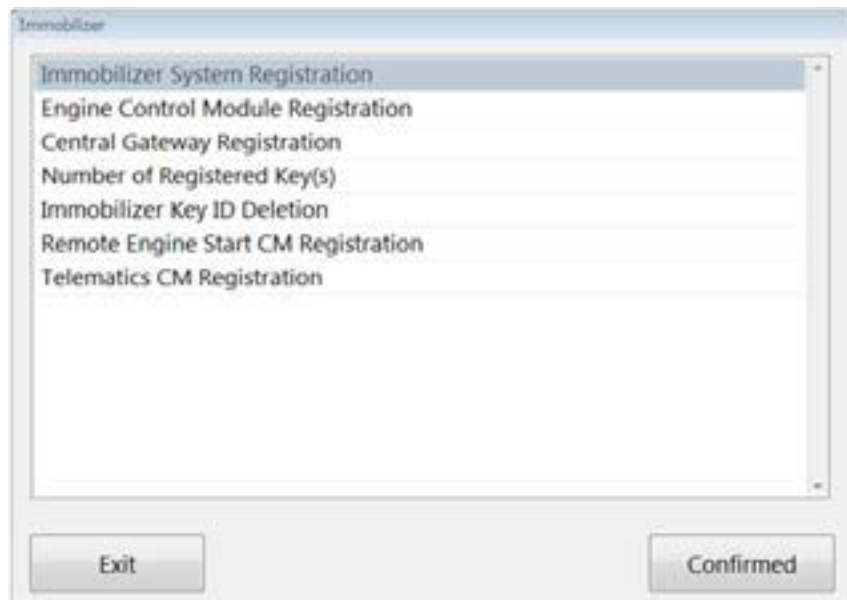 Immobilizer
Immobilizer System Registration
Engine Control Module Registration
Central Gateway Registration
Number of Registered Key(s)
Immobilizer Key ID Deletion
Remote Engine Start CM Registration
Telematics CM Registration
Exit
Confirmed